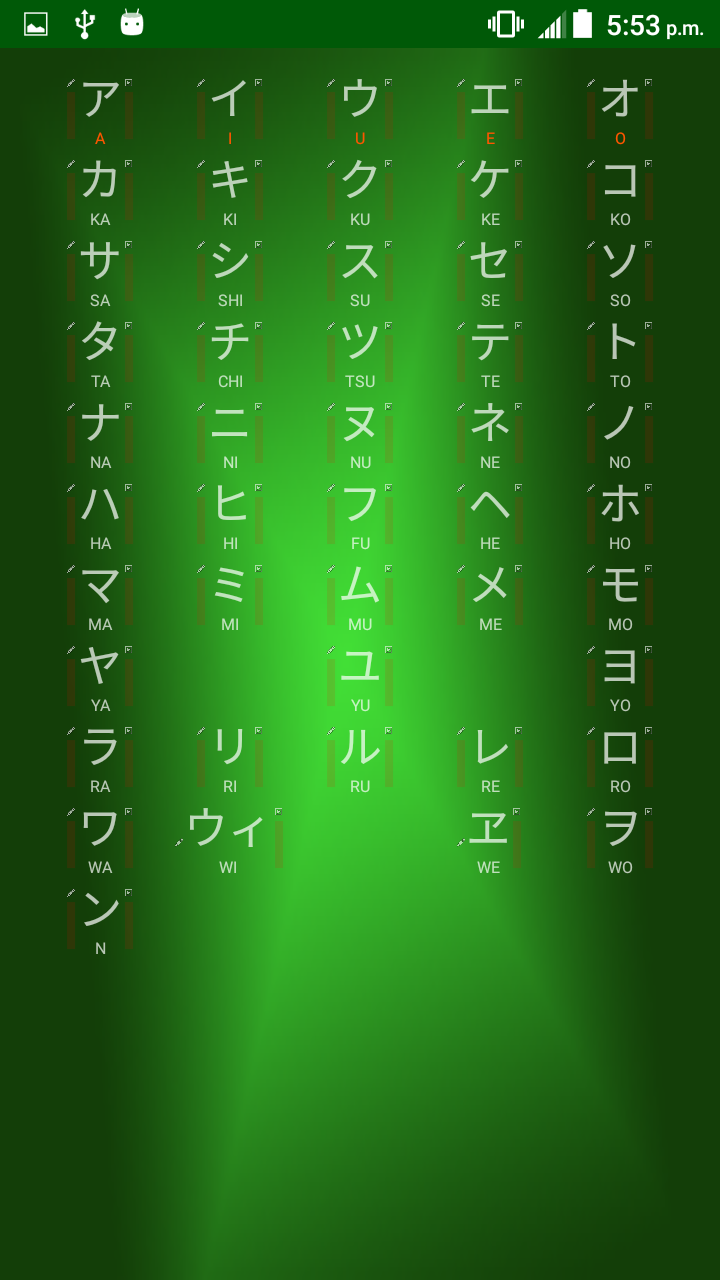 5:53 p.m.
ア イ ウ エ オ
A I U E O
カ キ ク ケ コ
KA KI KU KE KO
サ シ ス セ ソ
SA SHI SU SE SO
タ チ ツ テ ト
TA CHI TSU TE TO
ナ ニ ヌ ネ ノ
NA NI NU NE NO
ハ ヒ フ ヘ ホ
HA HI FU HE HO
マ ミ ム メ モ
MA MI MU ME MO
ヤ ユ ヨ
YA YU YO
ラ リ ル レ ロ
RA RI RU RE RO
ワ ウィ ヱ ヲ
WA WI WE WO
ン
N